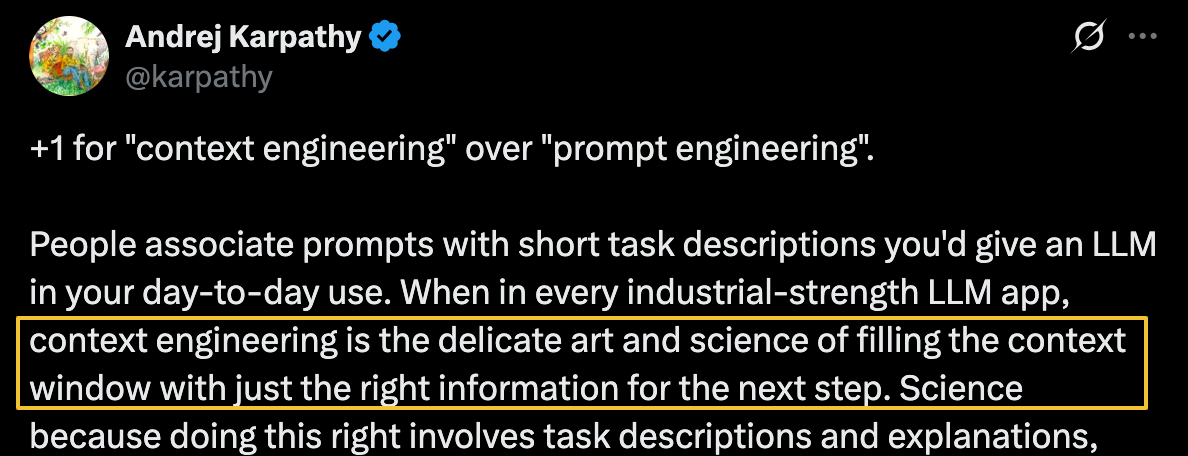 Andrej Karpathy
@karpathy
+1 for "context engineering" over "prompt engineering".
People associate prompts with short task descriptions you'd give an LLM
in your day-to-day use. When in every industrial-strength LLM app,
context engineering is the delicate art and science of filling the context
window with just the right information for the next step. Science
because doing this right involves task descriptions and explanations,